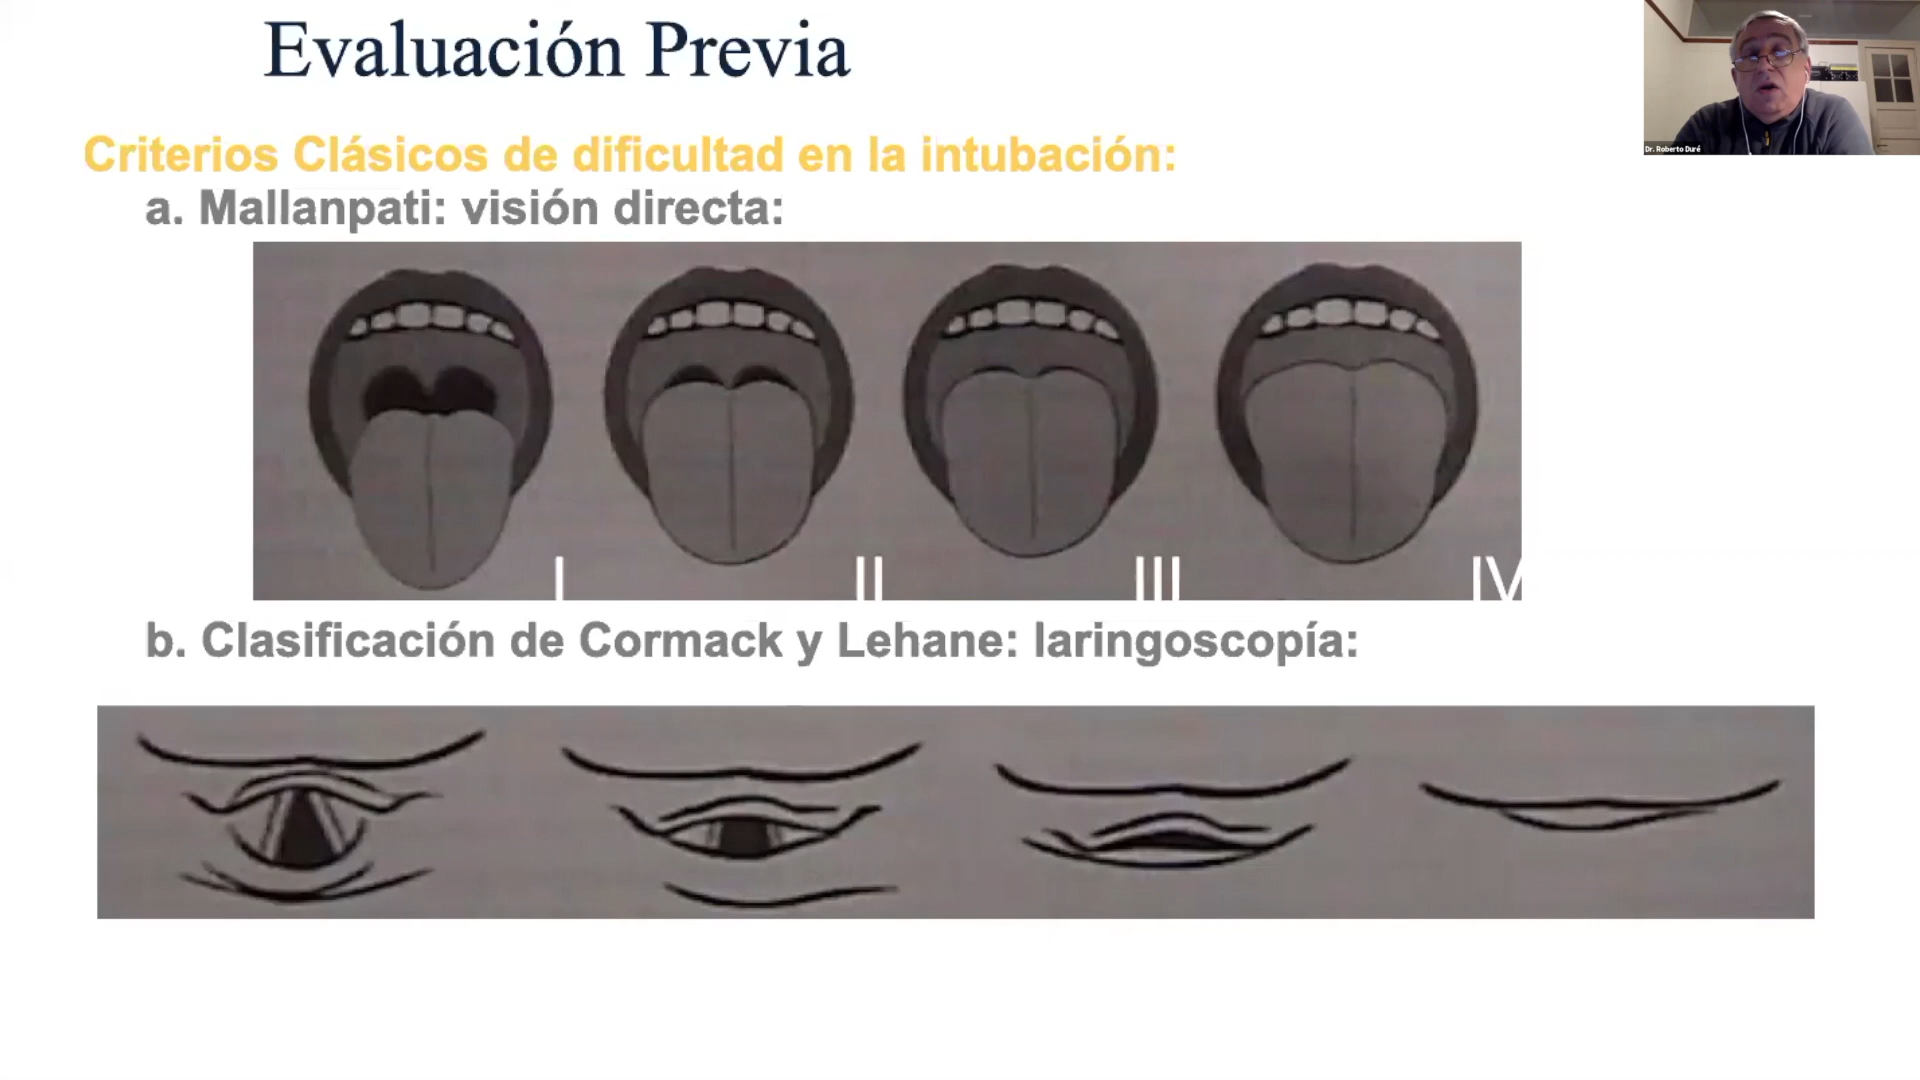 Evaluación Previa
Dr. Roberto Duré
Criterios Clásicos de dificultad en la intubación:
a. Mallanpati: visión directa:
I II III IV
b. Clasificación de Cormack y Lehane: laringoscopía: